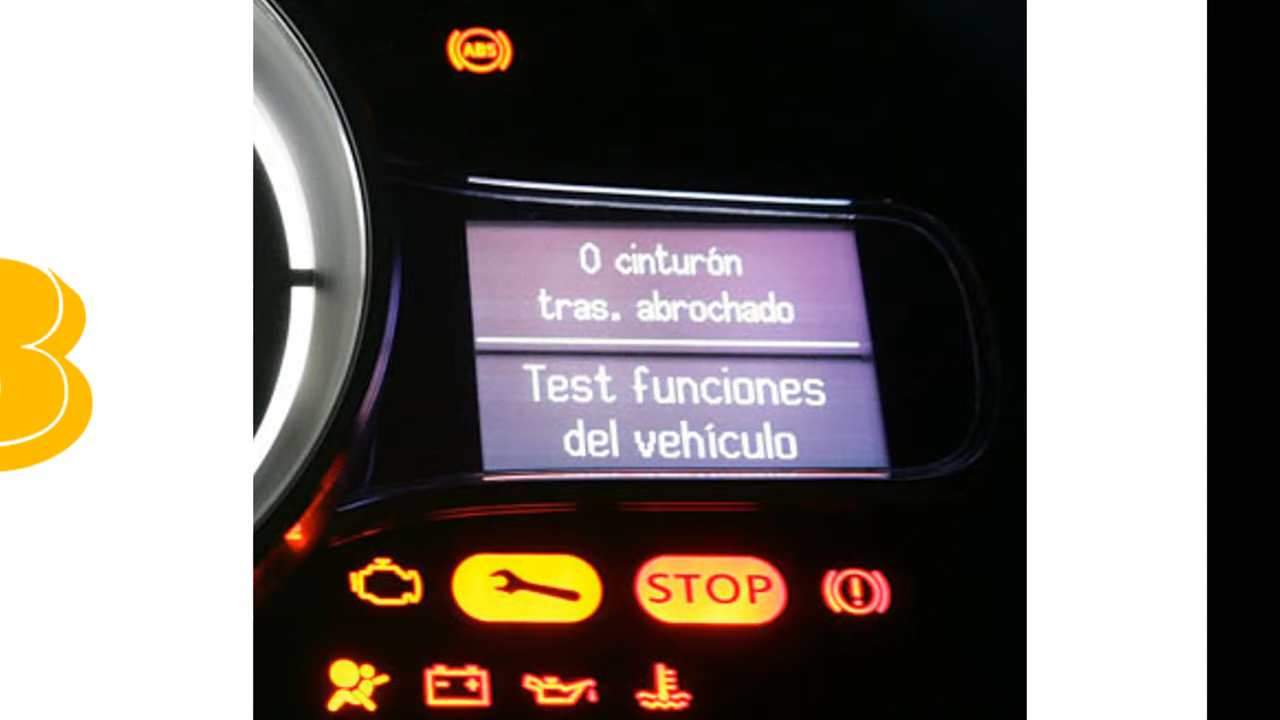 ABS
0 cinturón
tras. abrochado
Test funciones
del vehículo
STOP